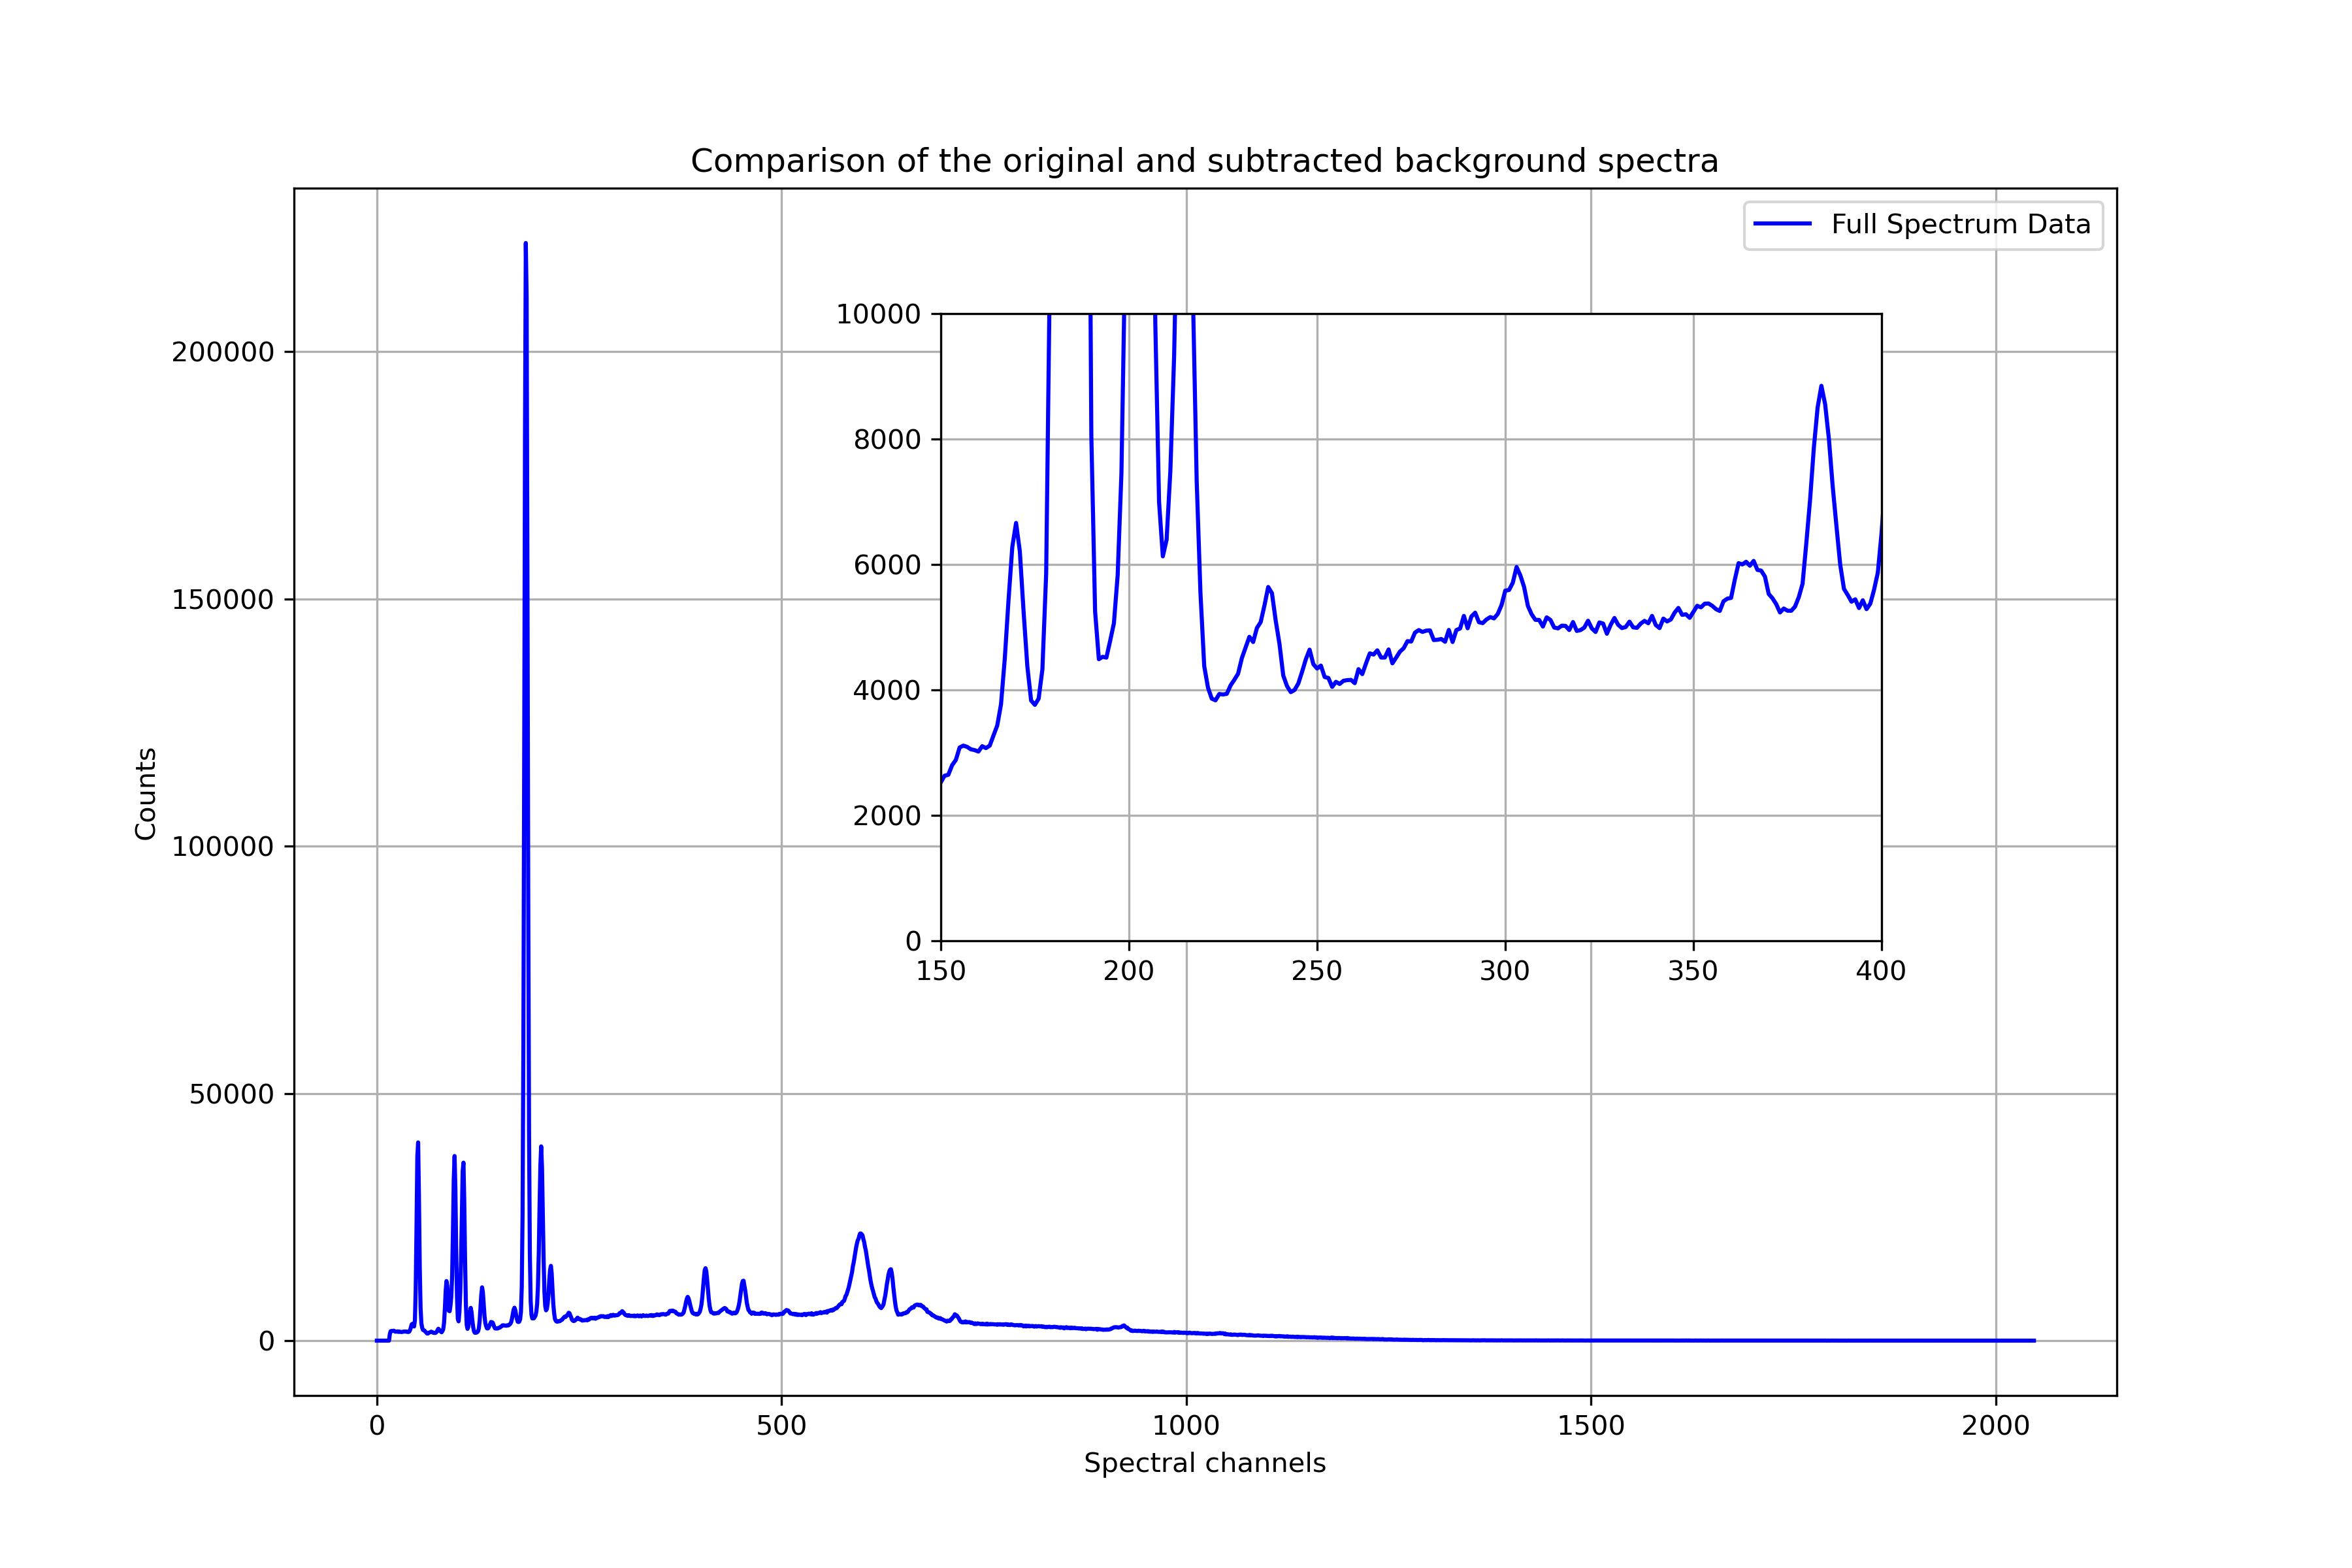 Comparison of the original and subtracted background spectra
Full Spectrum Data
200000
150000
100000
50000
0
Counts
10000
8000
6000
4000
2000
0
150 200 250 300 350 400
0 500 1000 1500 2000
Spectral channels